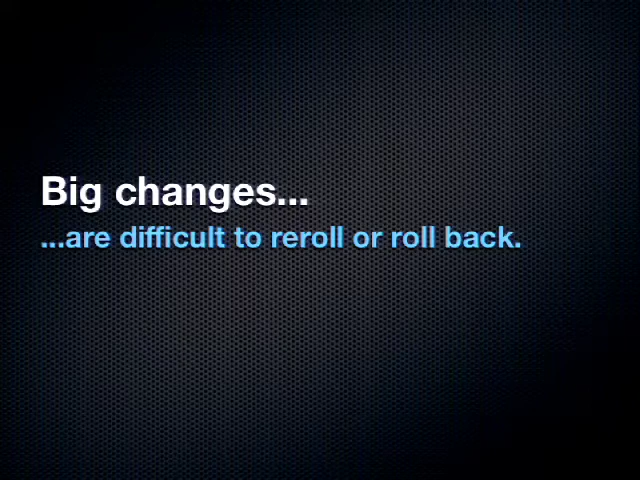 Big changes...
...are difficult to reroll or roll back.